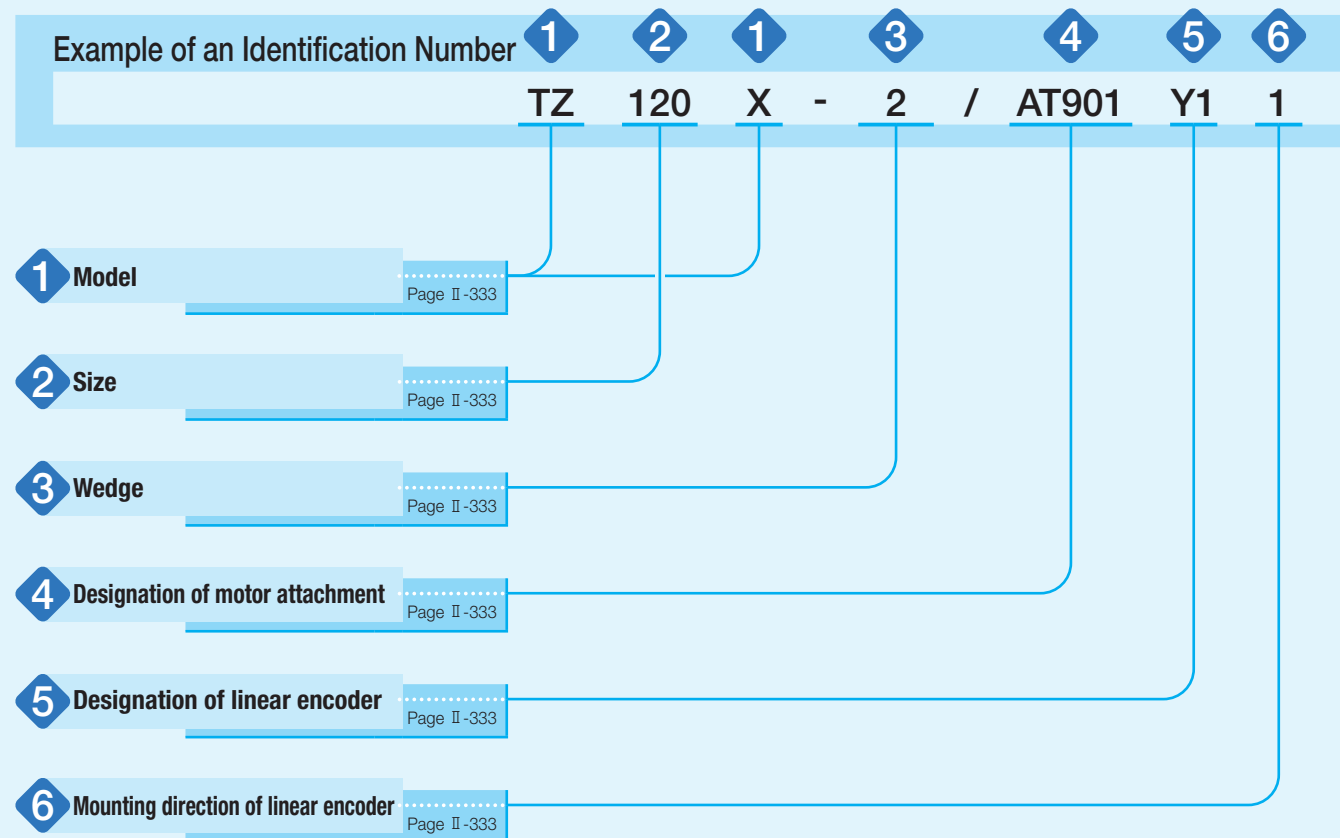 Example of an Identification Number 1 2 1 3 4 5 6
TZ 120 X - 2 / AT901 Y1 1
1 Model
Page Ⅱ-333
2 Size
Page Ⅱ-333
3 Wedge
Page Ⅱ-333
4 Designation of motor attachment
Page Ⅱ-333
5 Designation of linear encoder
Page Ⅱ-333
6 Mounting direction of linear encoder
Page Ⅱ-333